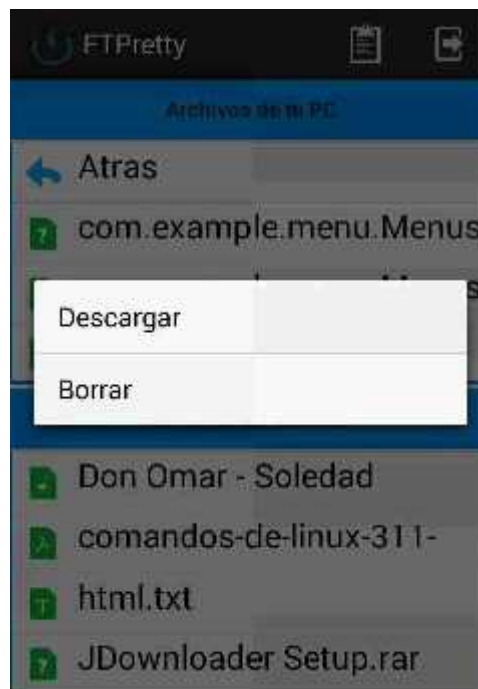 FTPretty
Archivos de tu PC
Atras
com.example.menu.Menus
Descargar
Borrar
Don Omar - Soledad
comandos-de-linux-311-
html.txt
JDownloader Setup.rar